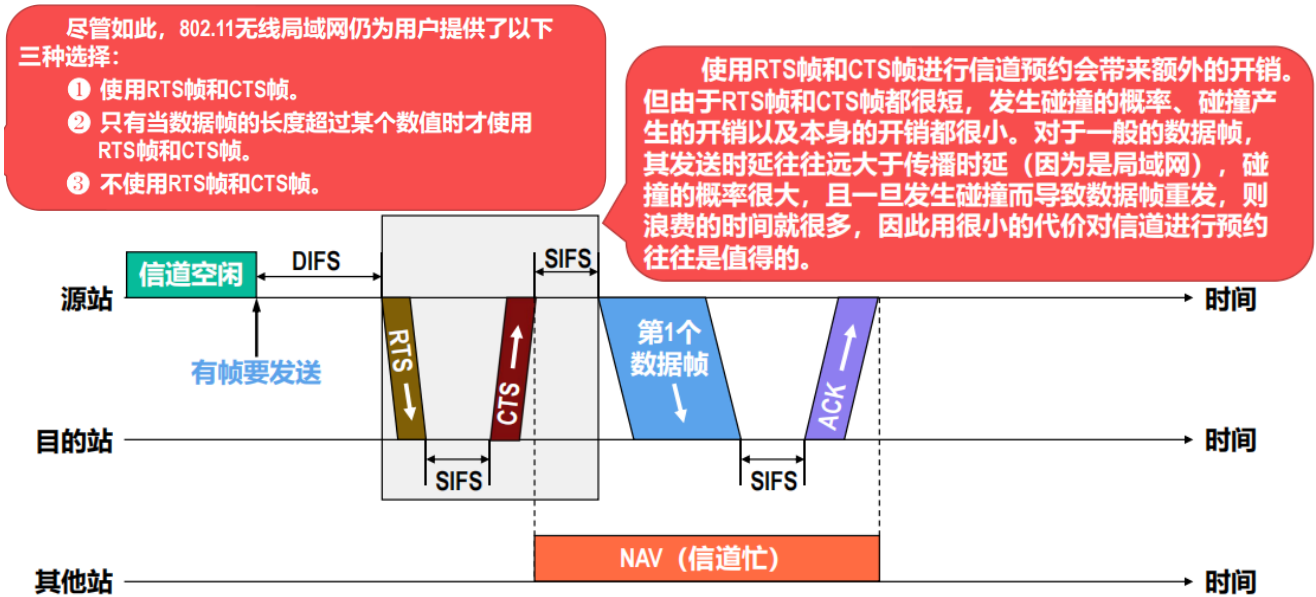 尽管如此，802.11无线局域网仍为用户提供了以下
三种选择：
❶ 使用RTS帧和CTS帧。
❷ 只有当数据帧的长度超过某个数值时才使用
RTS帧和CTS帧。
❸ 不使用RTS帧和CTS帧。
使用RTS帧和CTS帧进行信道预约会带来额外的开销。
但由于RTS帧和CTS帧都很短，发生碰撞的概率、碰撞产
生的开销以及本身的开销都很小。对于一般的数据帧，
其发送时延往往远大于传播时延（因为是局域网），碰
撞的概率很大，且一旦发生碰撞而导致数据帧重发，则
浪费的时间就很多，因此用很小的代价对信道进行预约
往往是值得的。
信道空闲
DIFS
SIFS
源站
时间
有帧要发送
RTS
CTS
第1个
数据帧
ACK
目的站
时间
SIFS
SIFS
NAV（信道忙）
其他站
时间